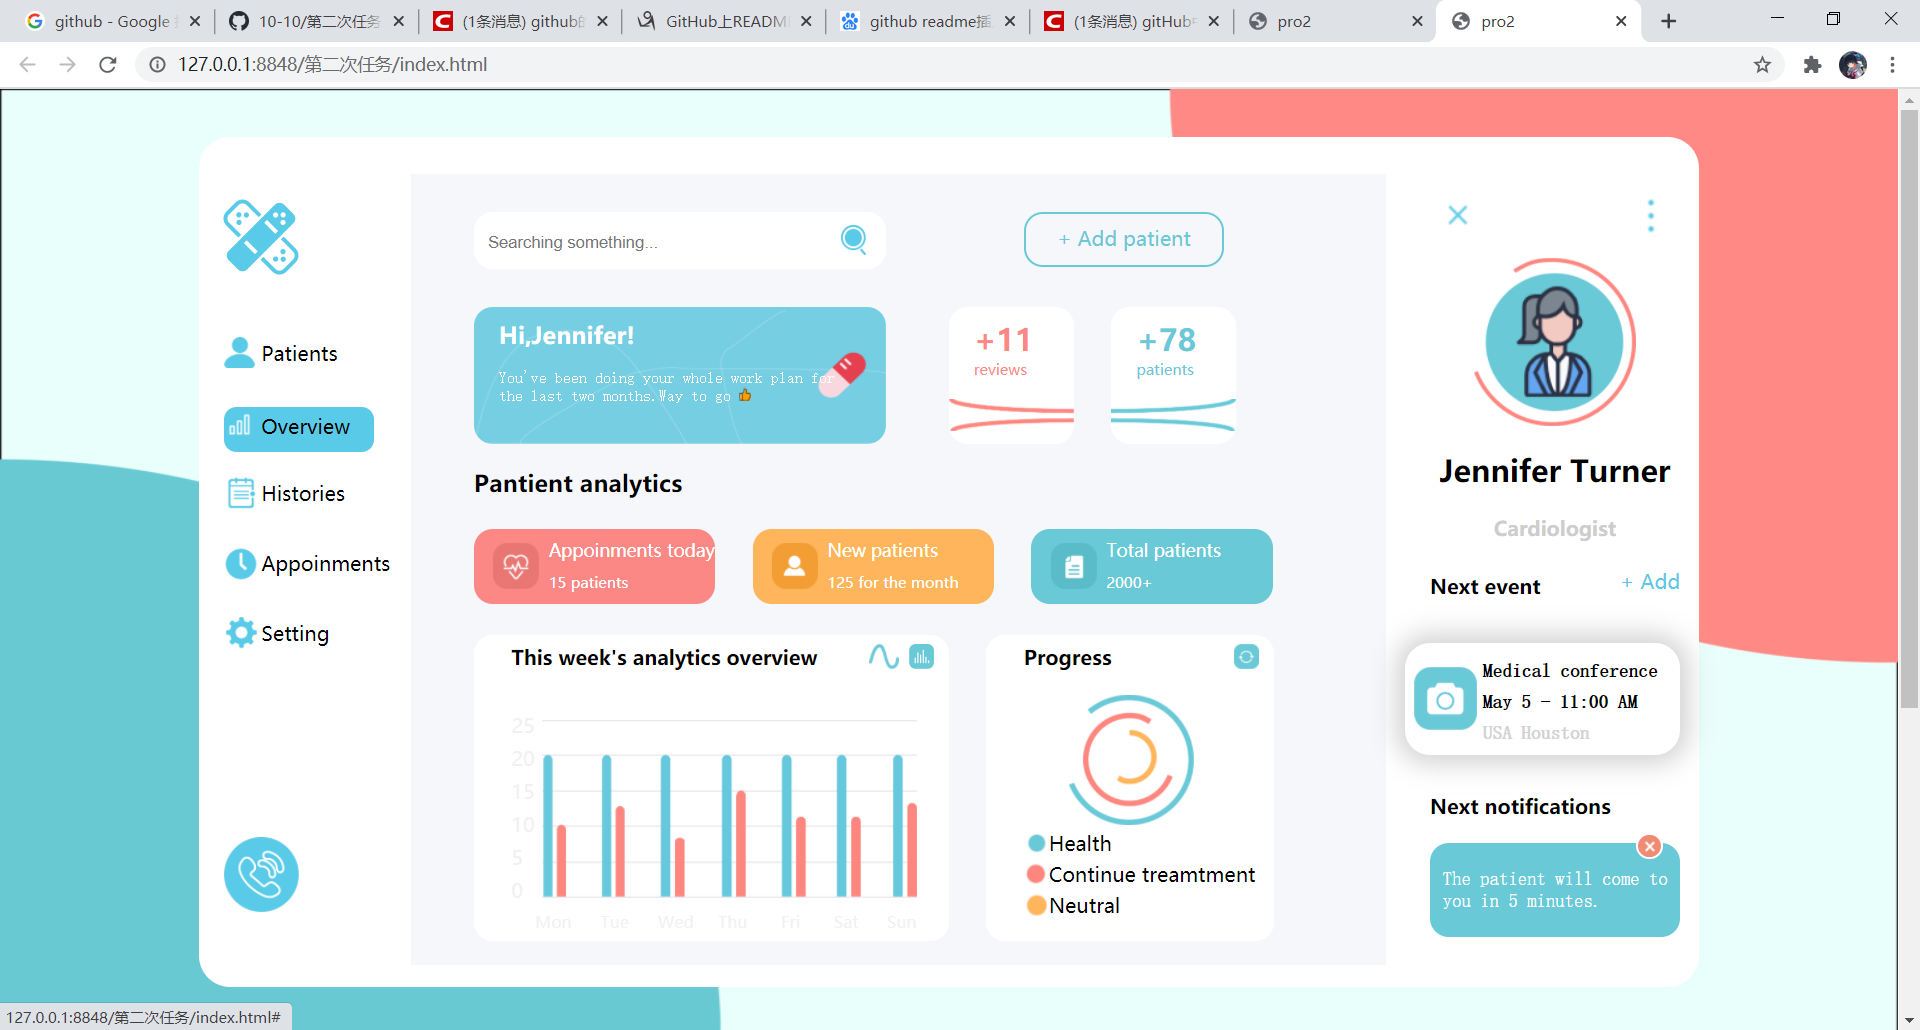 github - Google
10-10/第二次任务
(1条消息) github的
GitHub上README
github readme插
(1条消息) gitHub
pro2
pro2
127.0.0.1:8848/第二次任务/index.html
Searching something...
+ Add patient
Patients
Overview
Histories
Appoinments
Setting
Hi,Jennifer!
You've been doing your whole work plan for
the last two months.Way to go 👍
+11
reviews
+78
patients
Pantient analytics
Appoinments today
15 patients
New patients
125 for the month
Total patients
2000+
This week's analytics overview
25
20
15
10
5
0
Mon Tue Wed Thu Fri Sat Sun
Progress
Health
Continue treamtment
Neutral
Jennifer Turner
Cardiologist
Next event
+ Add
Medical conference
May 5 - 11:00 AM
USA Houston
Next notifications
The patient will come to
you in 5 minutes.
127.0.0.1:8848/第二次任务/index.html#